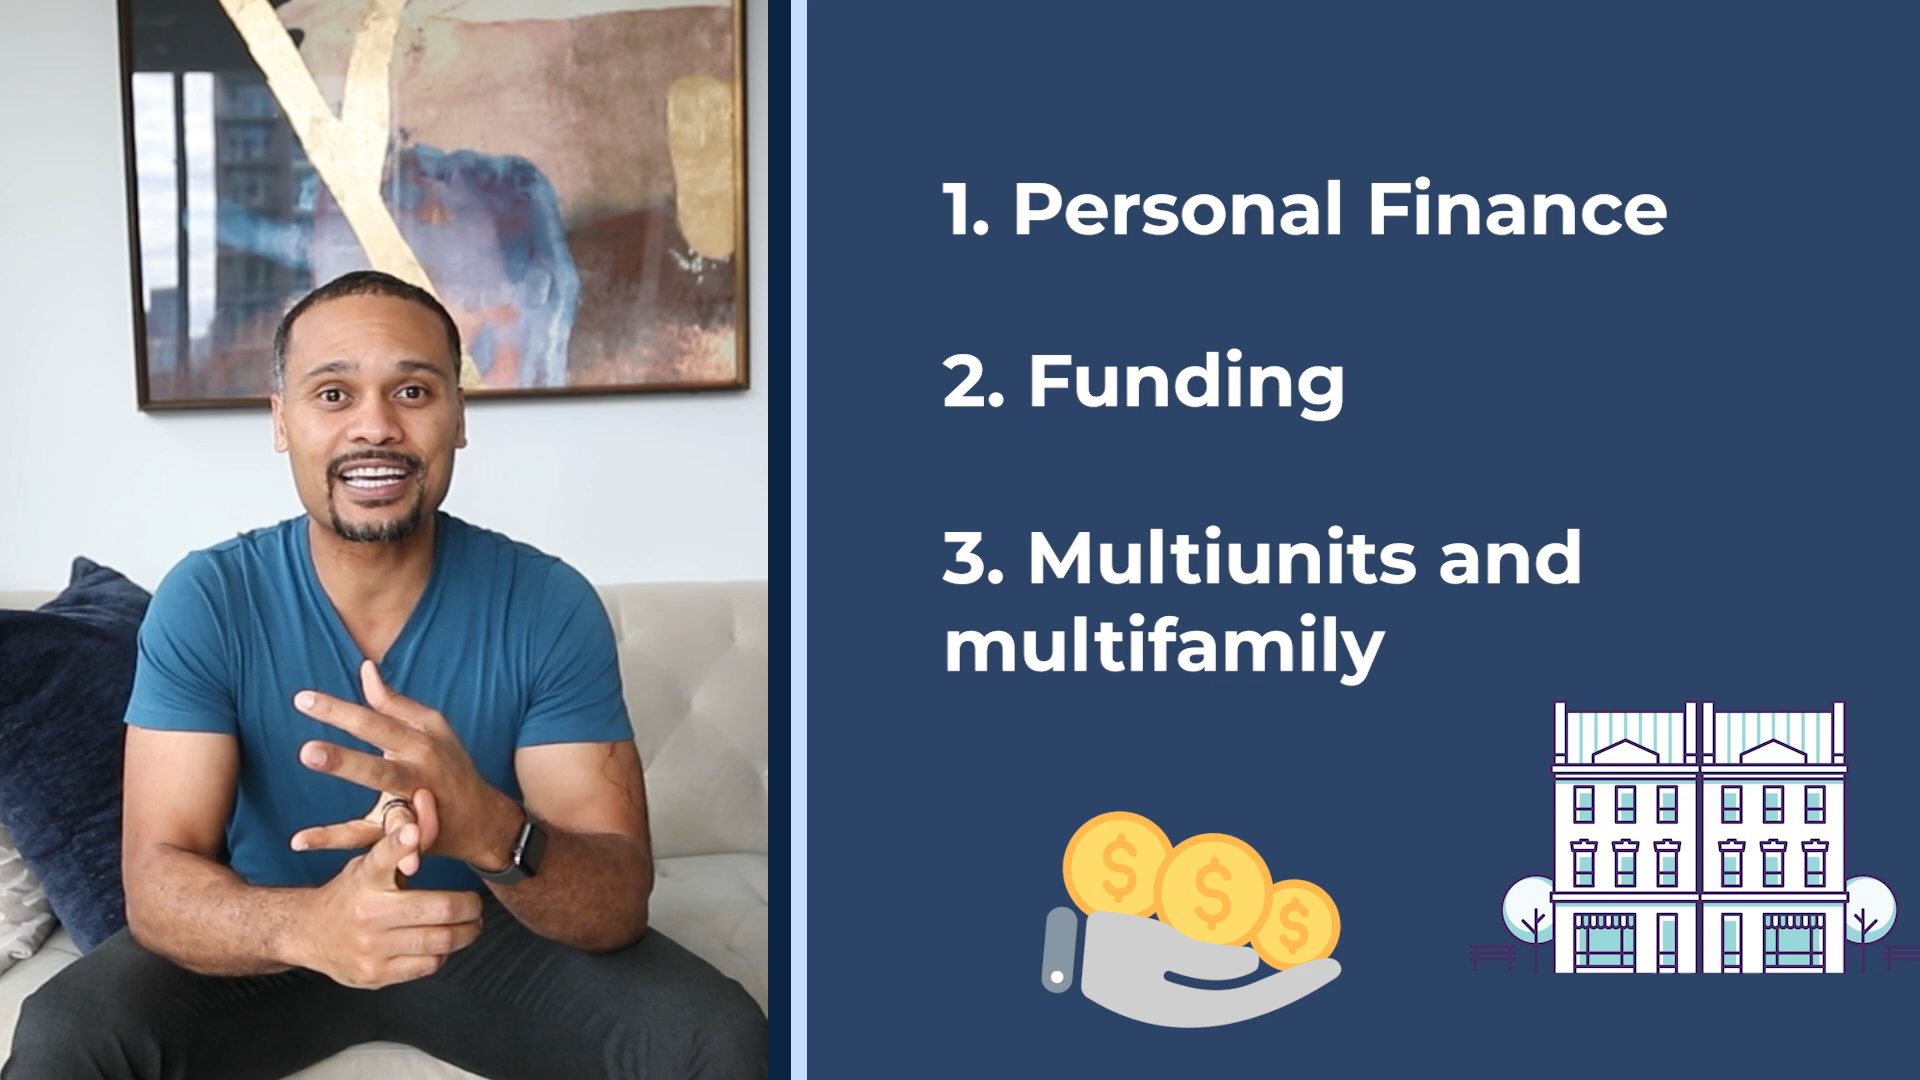 1. Personal Finance
2. Funding
3. Multiunits and
multifamily